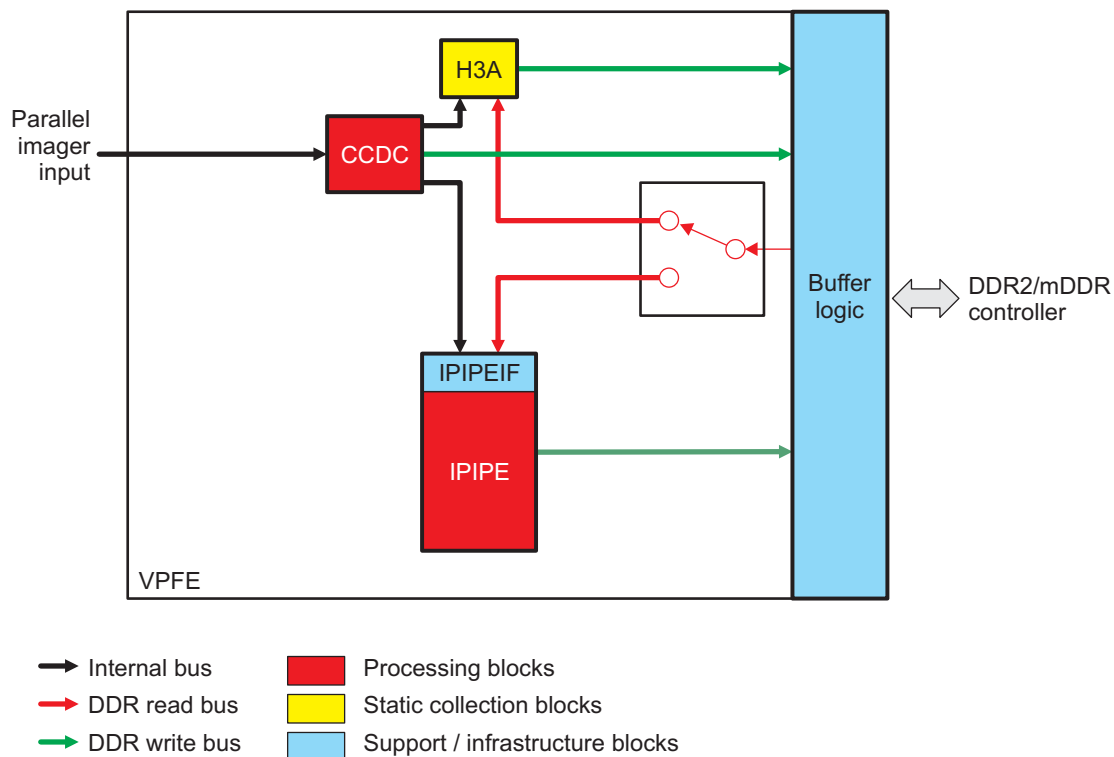 H3A
Parallel
imager
input
CCDC
Buffer
logic
DDR2/mDDR
controller
IPIPEIF
IPIPE
VPFE
Internal bus
Processing blocks
DDR read bus
Static collection blocks
DDR write bus
Support / infrastructure blocks